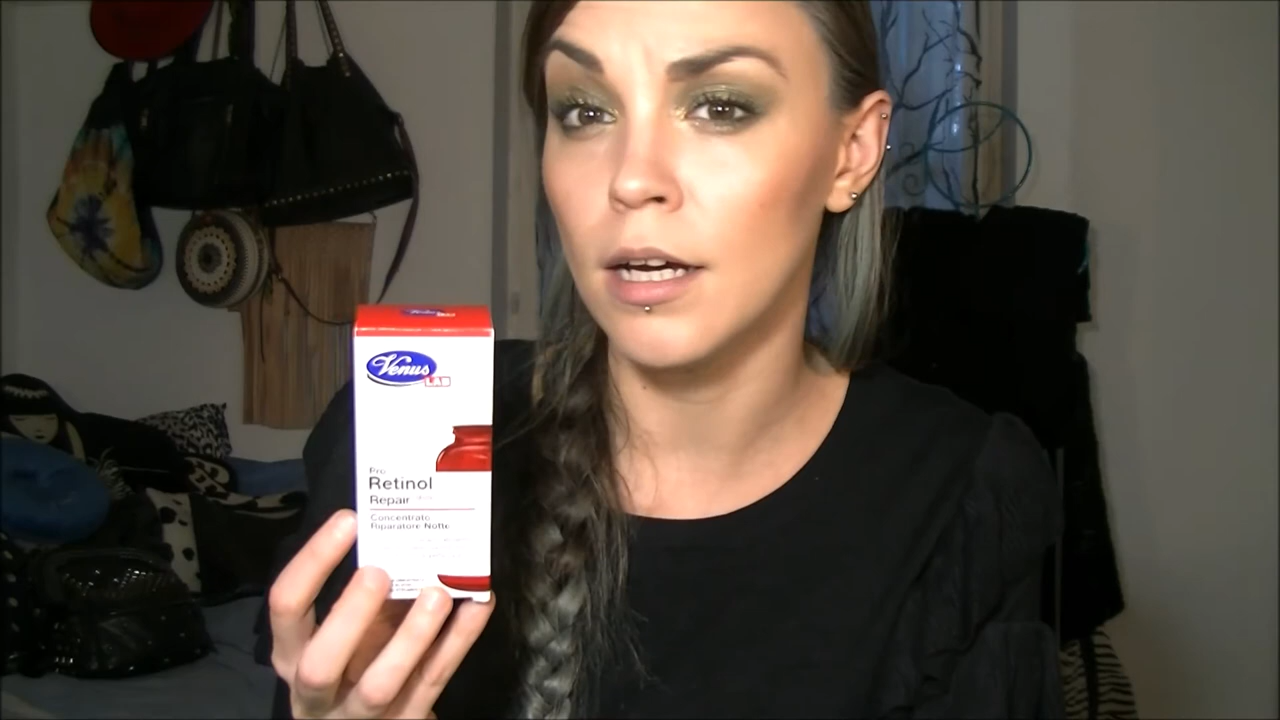 Venus
LAB
Pro
Retinol
Repair
Concentrato
Riparatore Notte